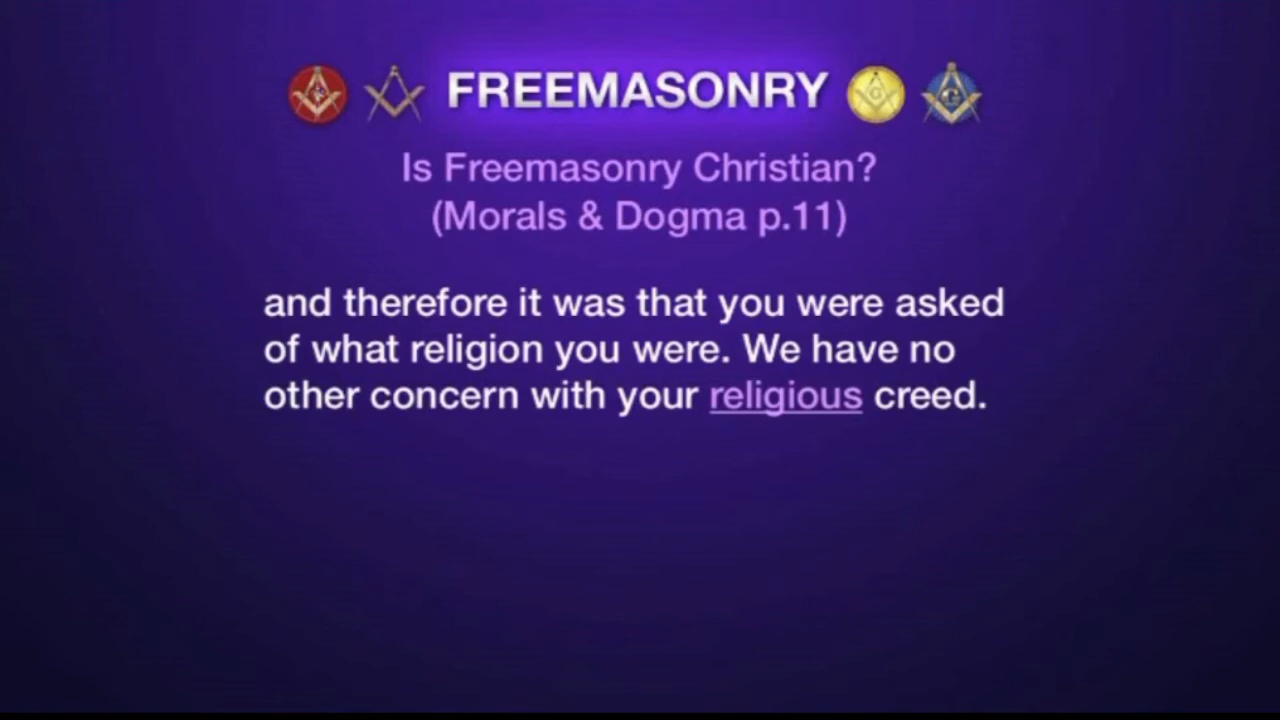 FREEMASONRY
Is Freemasonry Christian?
(Morals & Dogma p.11)
and therefore it was that you were asked
of what religion you were. We have no
other concern with your religious creed.